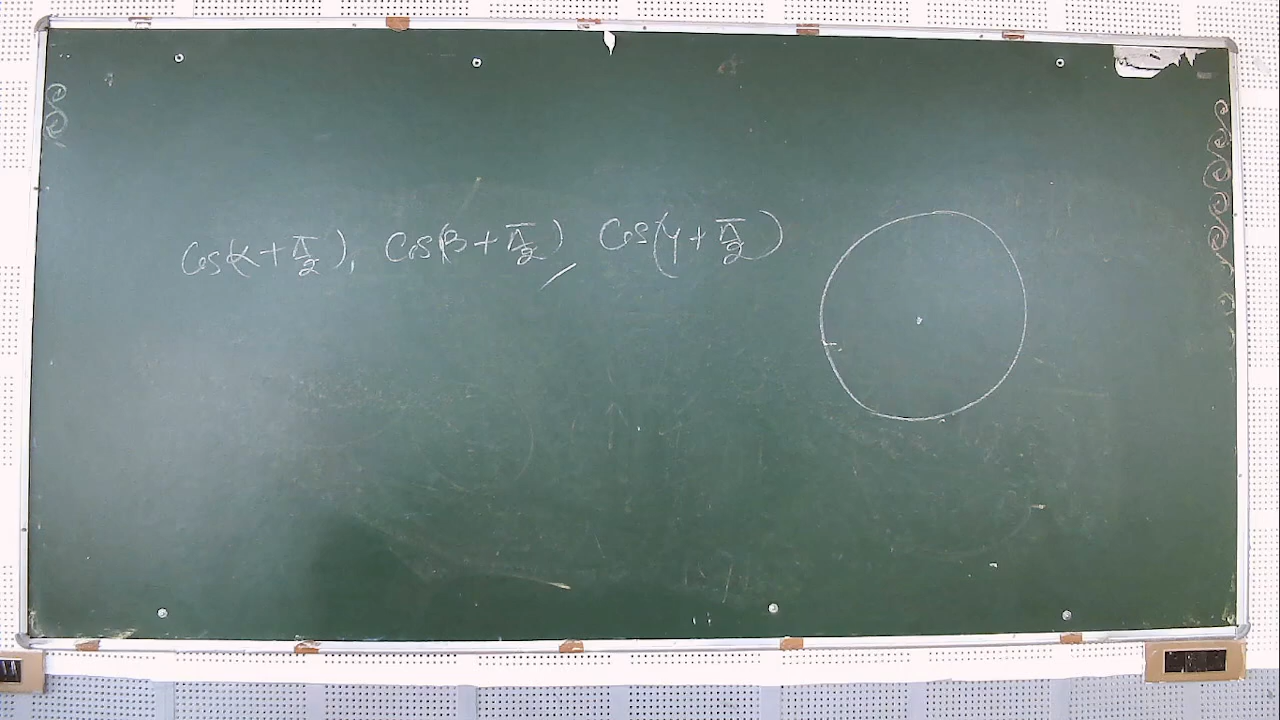 Cos(α + π/2), Cos(β + π/2), Cos(γ + π/2)